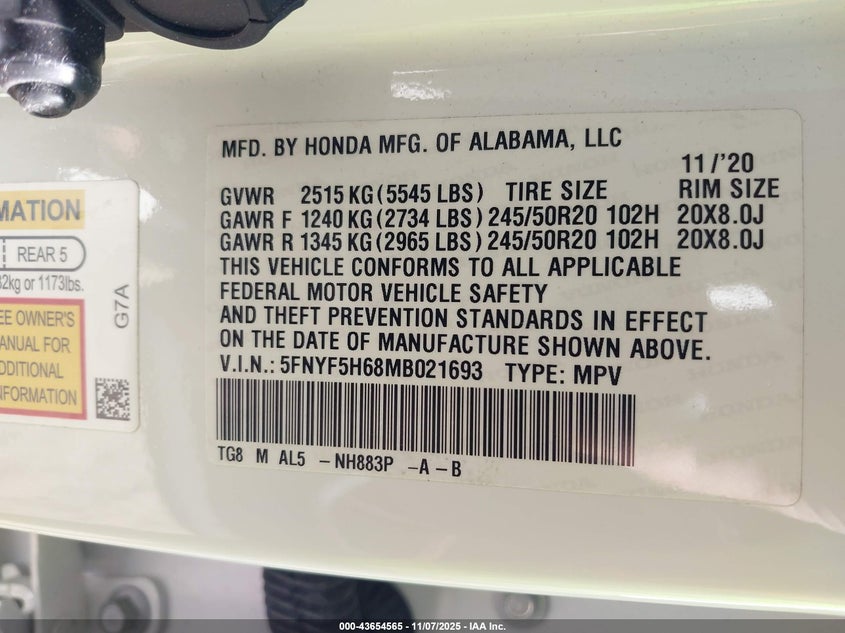 MFD. BY HONDA MFG. OF ALABAMA, LLC
11/'20
GVWR 2515 KG (5545 LBS) TIRE SIZE RIM SIZE
GAWR F 1240 KG (2734 LBS) 245/50R20 102H 20X8.0J
GAWR R 1345 KG (2965 LBS) 245/50R20 102H 20X8.0J
THIS VEHICLE CONFORMS TO ALL APPLICABLE
FEDERAL MOTOR VEHICLE SAFETY
AND THEFT PREVENTION STANDARDS IN EFFECT
ON THE DATE OF MANUFACTURE SHOWN ABOVE.
V.I.N.: 5FNYF5H68MB021693 TYPE: MPV
TG8 M AL5 -NH883P -A-B
MATION
REAR 5
32kg or 1173lbs.
EE OWNER'S
ANUAL FOR
DDITIONAL
NFORMATION
G7A
000-43654565 | 11/07/2025 - IAA Inc.